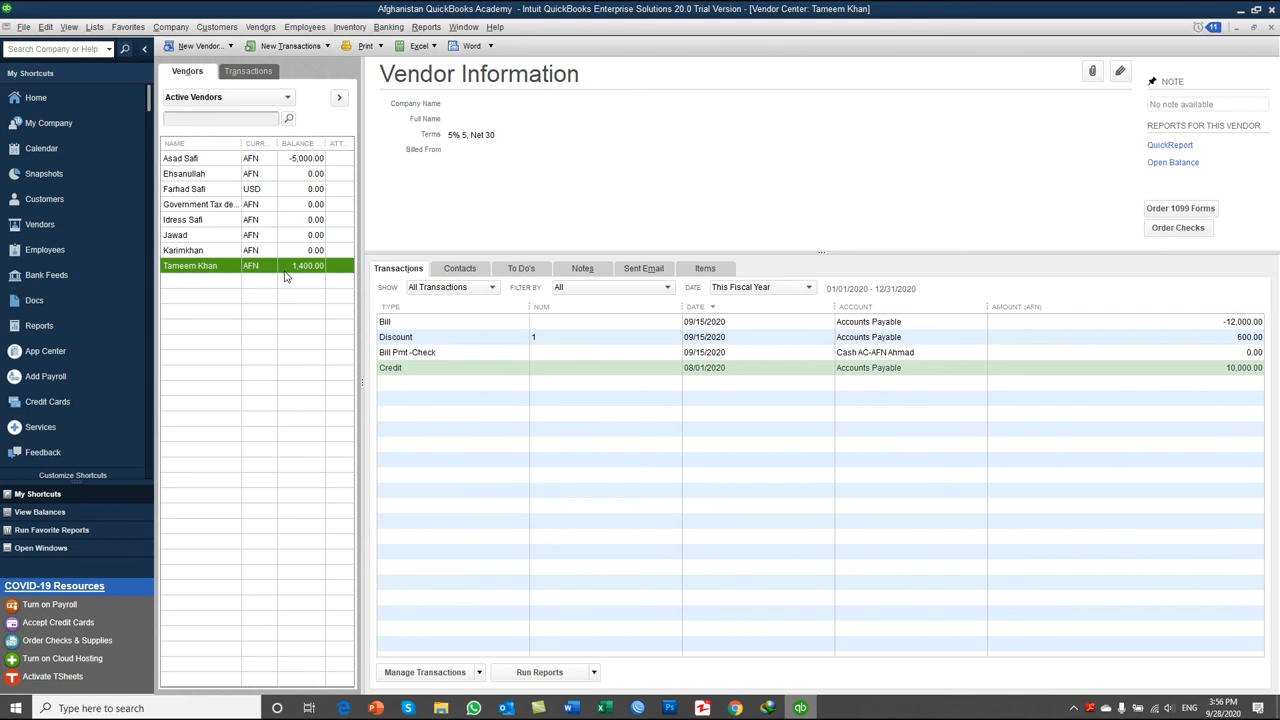 Afghanistan QuickBooks Academy - Intuit QuickBooks Enterprise Solutions 20.0 Trial Version - [Vendor Center: Tameem Khan]
File Edit View Lists Favorites Company Customers Vendors Employees Inventory Banking Reports Window Help 11
Search Company or Help
New Vendor... New Transactions Print Excel Word
My Shortcuts
Home
My Company
Calendar
Snapshots
Customers
Vendors
Employees
Bank Feeds
Docs
Reports
App Center
Add Payroll
Credit Cards
Services
Feedback
Customize Shortcuts
My Shortcuts
View Balances
Run Favorite Reports
Open Windows
COVID-19 Resources
Turn on Payroll
Accept Credit Cards
Order Checks & Supplies
Turn on Cloud Hosting
Activate TSheets
Vendors Transactions
Active Vendors
NAME CURR... BALANCE ... ATT...
Asad Safi AFN -5,000.00
Ehsanullah AFN 0.00
Farhad Safi USD 0.00
Government Tax de... AFN 0.00
Idress Safi AFN 0.00
Jawad AFN 0.00
Karimkhan AFN 0.00
Tameem Khan AFN 1,400.00
Vendor Information
Company Name
Full Name
Terms 5% 5, Net 30
Billed From
NOTE
No note available
REPORTS FOR THIS VENDOR
QuickReport
Open Balance
Order 1099 Forms
Order Checks
Transactions Contacts To Do's Notes Sent Email Items
SHOW All Transactions FILTER BY All DATE This Fiscal Year 01/01/2020 - 12/31/2020
TYPE NUM DATE ACCOUNT AMOUNT (AFN)
Bill 09/15/2020 Accounts Payable -12,000.00
Discount 1 09/15/2020 Accounts Payable 600.00
Bill Pmt -Check 09/15/2020 Cash AC-AFN Ahmad 0.00
Credit 08/01/2020 Accounts Payable 10,000.00
Manage Transactions Run Reports
Type here to search
ENG
3:56 PM
9/28/2020